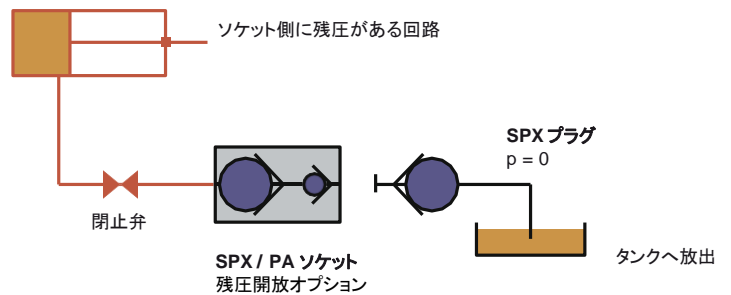 ソケット側に残圧がある回路
SPX プラグ
p = 0
閉止弁
タンクへ放出
SPX / PA ソケット
残圧開放オプション